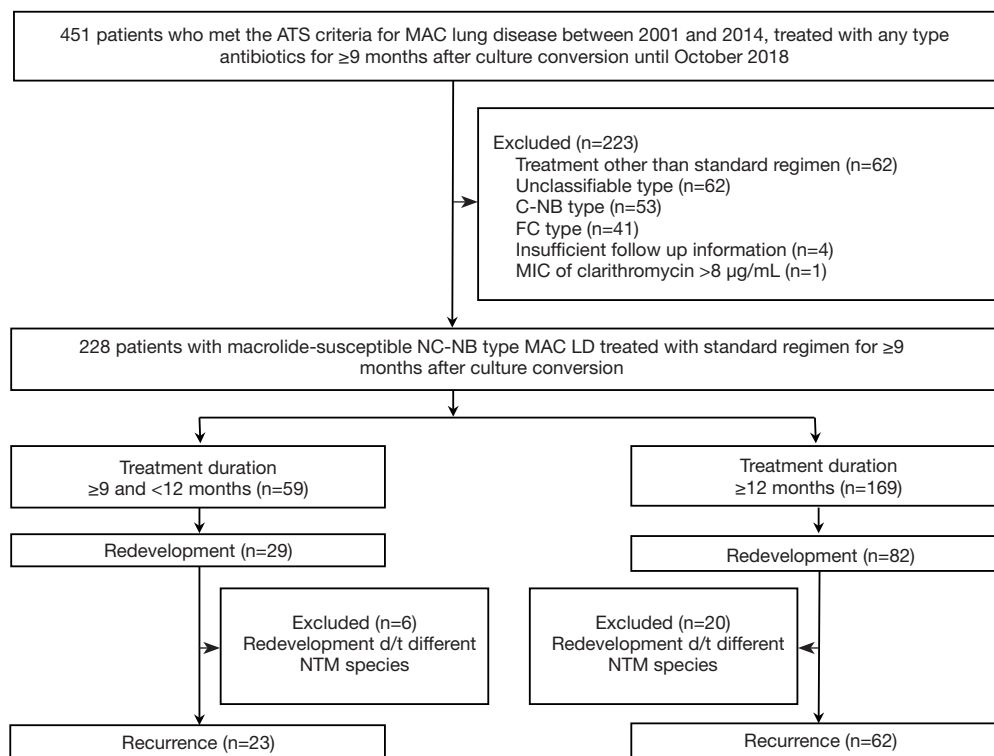 451 patients who met the ATS criteria for MAC lung disease between 2001 and 2014, treated with any type
antibiotics for ≥9 months after culture conversion until October 2018
Excluded (n=223)
Treatment other than standard regimen (n=62)
Unclassifiable type (n=62)
C-NB type (n=53)
FC type (n=41)
Insufficient follow up information (n=4)
MIC of clarithromycin >8 μg/mL (n=1)
228 patients with macrolide-susceptible NC-NB type MAC LD treated with standard regimen for ≥9
months after culture conversion
Treatment duration
≥9 and <12 months (n=59)
Redevelopment (n=29)
Excluded (n=6)
Redevelopment d/t different
NTM species
Recurrence (n=23)
Treatment duration
≥12 months (n=169)
Redevelopment (n=82)
Excluded (n=20)
Redevelopment d/t different
NTM species
Recurrence (n=62)